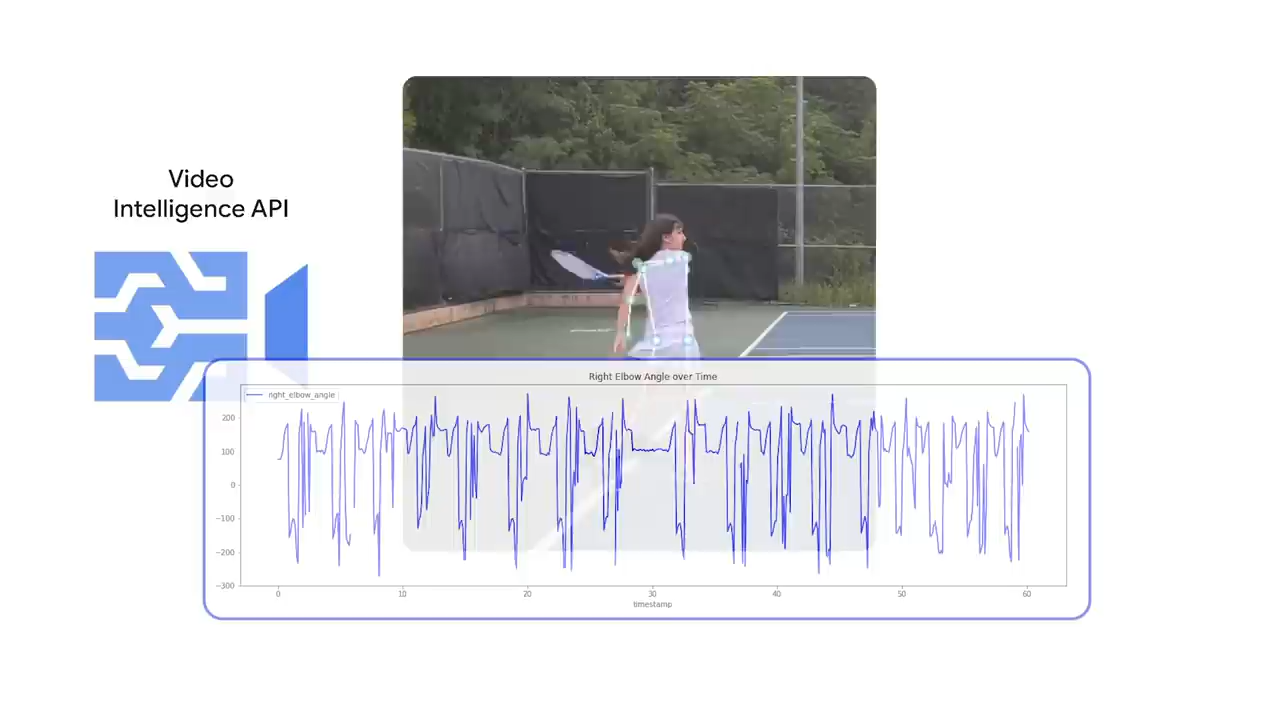 Video
Intelligence API
Right Elbow Angle over Time
right_elbow_angle
200
100
0
−100
−200
−300
0
10
20
30
40
50
60
timestamp